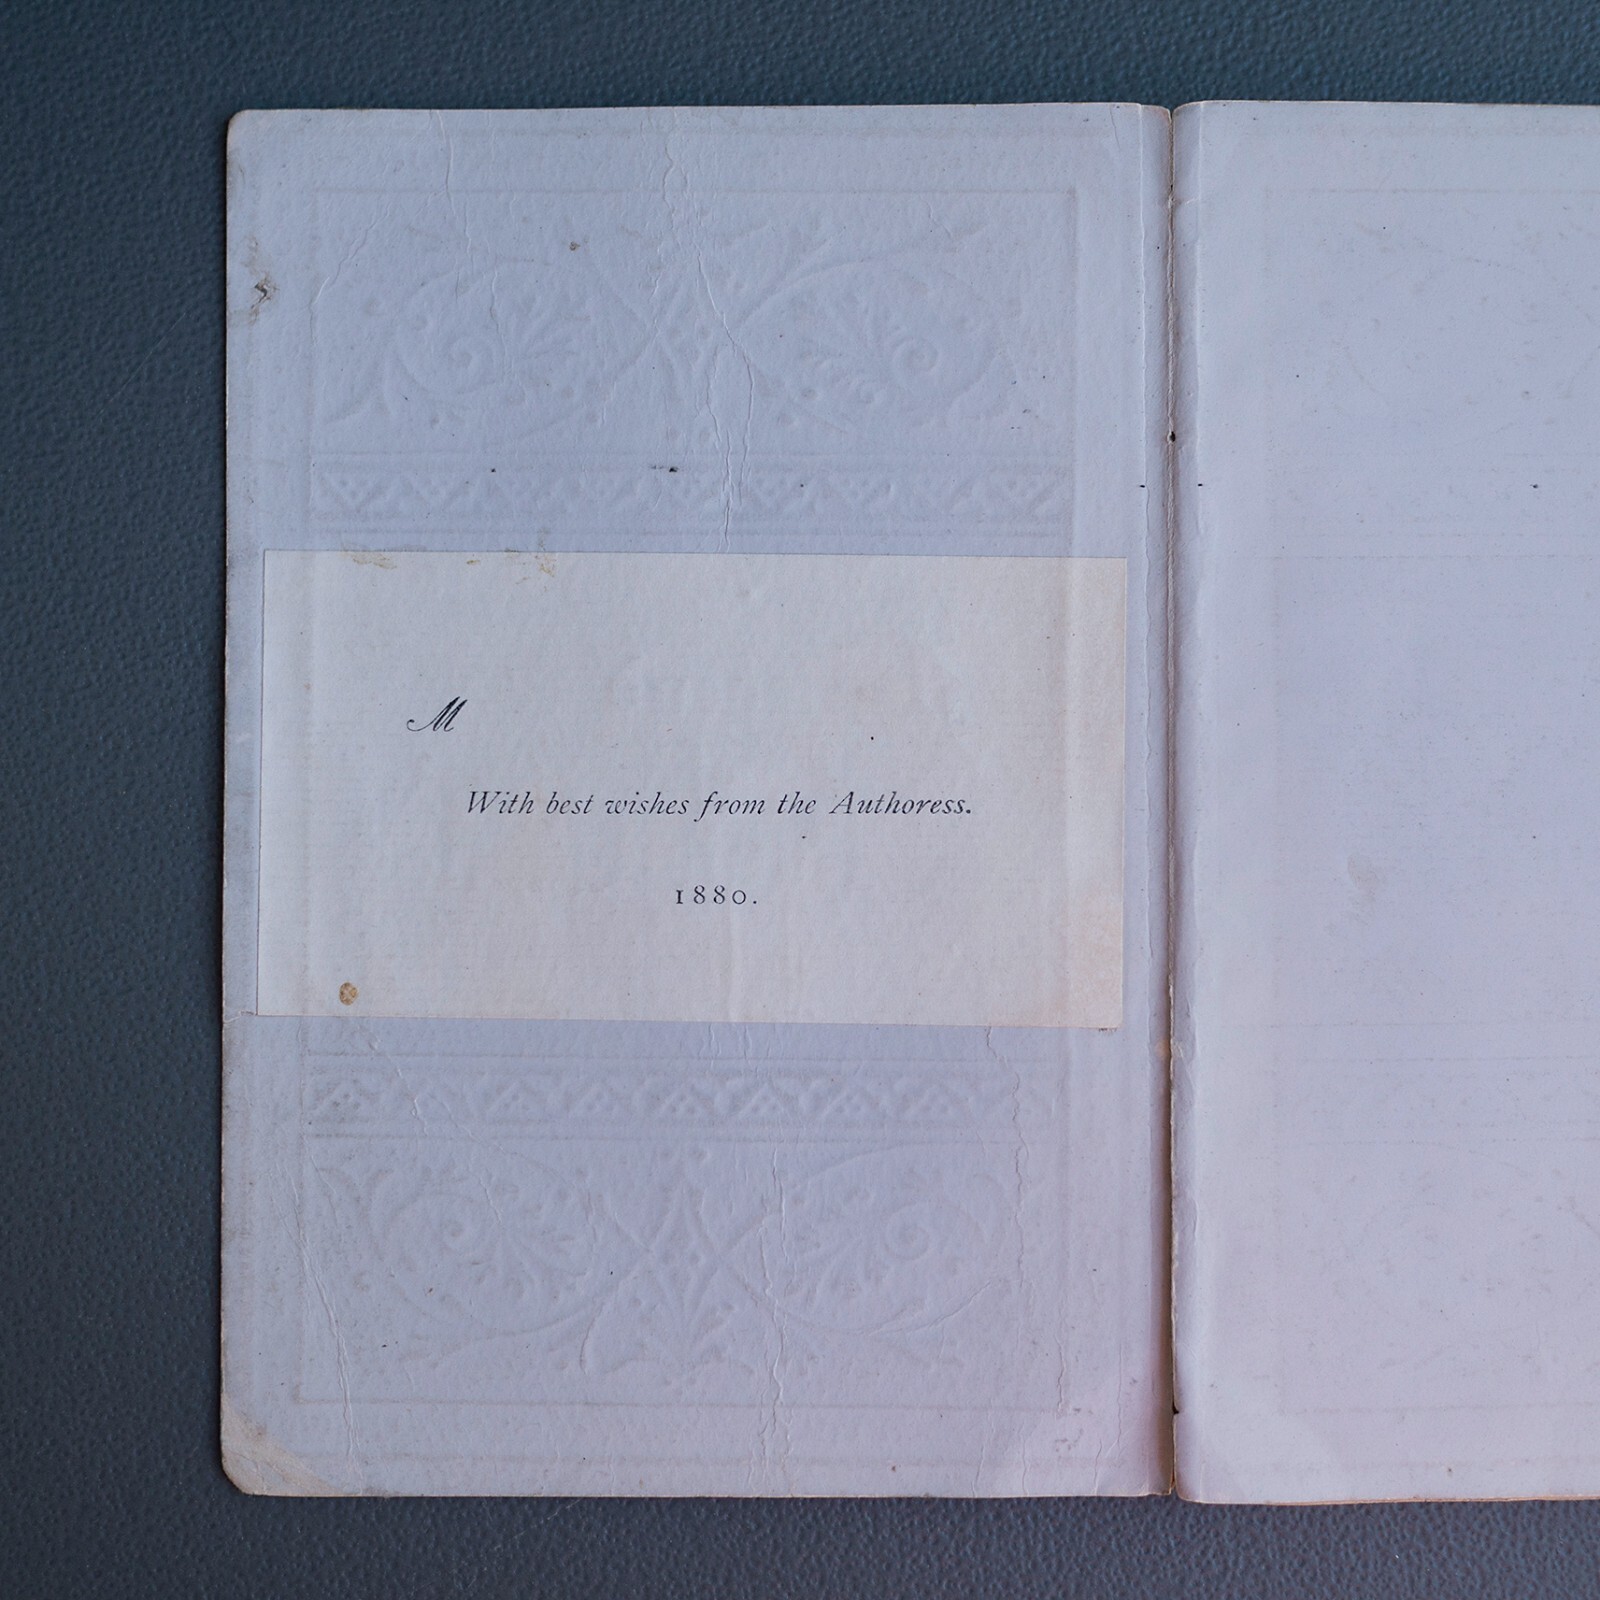 M
With best wishes from the Authoress.
1880.